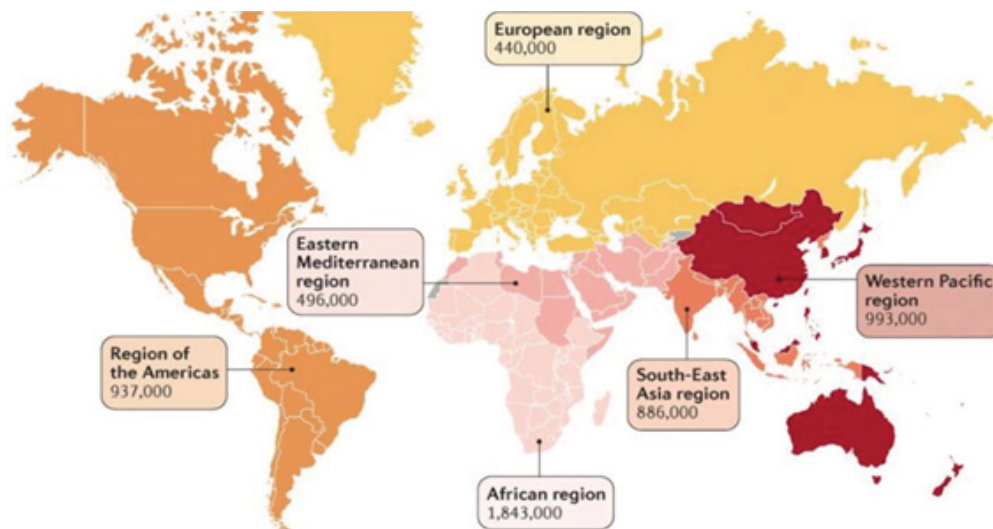 European region
440,000
Eastern
Mediterranean
region
496,000
Western Pacific
region
993,000
Region of
the Americas
937,000
South-East
Asia region
886,000
African region
1,843,000